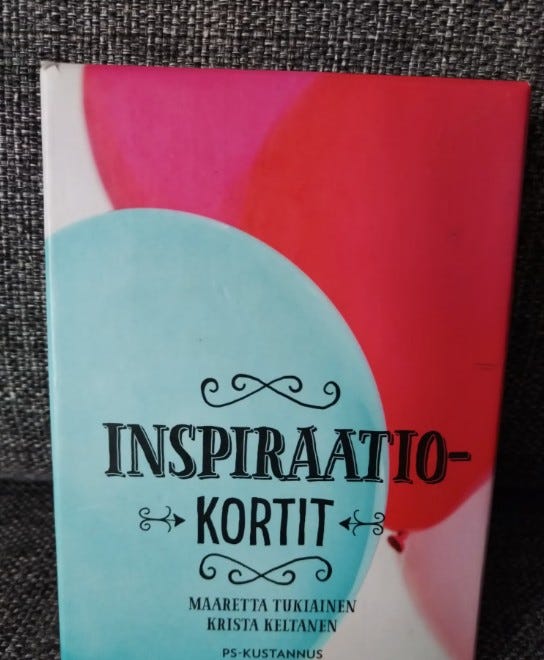 INSPIRAATIO-
KORTIT
MAARETTA TUKIAINEN
KRISTA KELTANEN
PS-KUSTANNUS